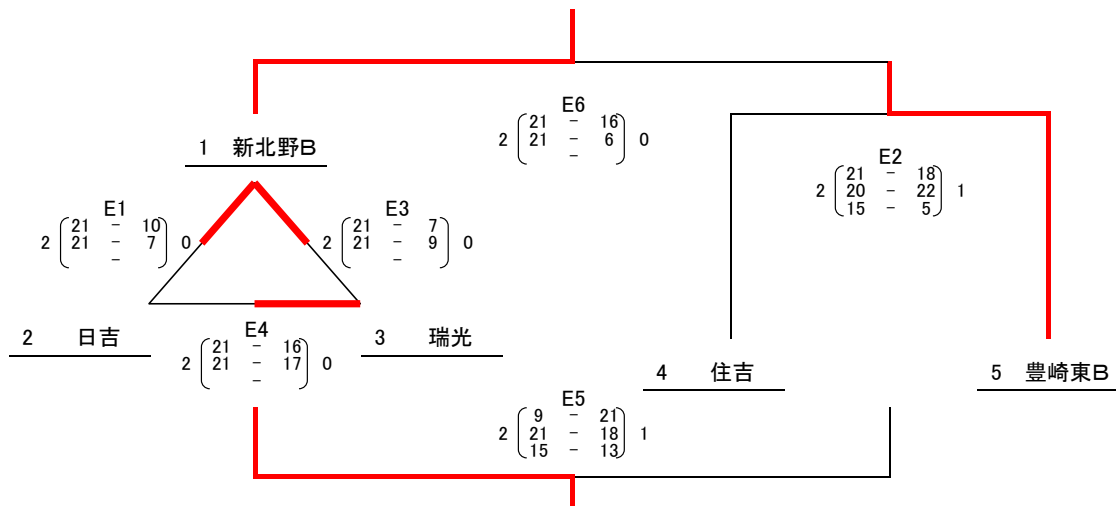 E6
2 21 - 16 0
21 - 6
-
1 新北野B
E2
2 21 - 18 1
20 - 22
15 - 5
E1
2 21 - 10 0
21 - 7
-
E3
2 21 - 7 0
21 - 9
-
2 日吉
E4
2 21 - 16 0
21 - 17
-
3 瑞光
4 住吉
5 豊崎東B
E5
2 9 - 21 1
21 - 18
15 - 13